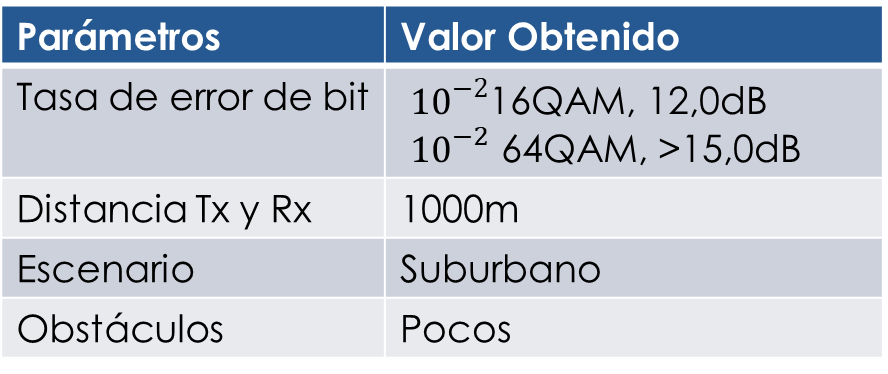 Parámetros Valor Obtenido
Tasa de error de bit 10⁻²16QAM, 12,0dB
10⁻² 64QAM, >15,0dB
Distancia Tx y Rx 1000m
Escenario Suburbano
Obstáculos Pocos